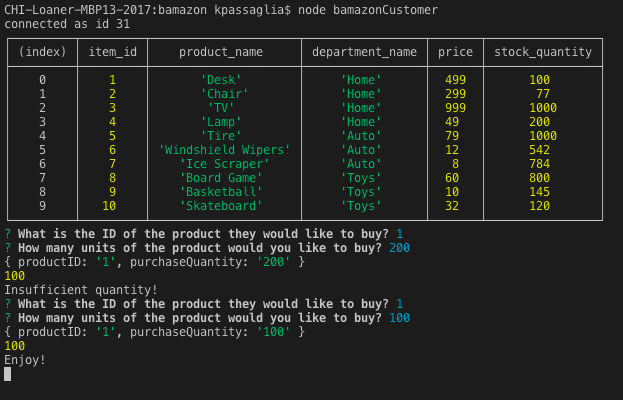 CHI-Loaner-MBP13-2017:bamazon kpassaglia$ node bamazonCustomer
connected as id 31
(index) item_id product_name department_name price stock_quantity
0 1 'Desk' 'Home' 499 100
1 2 'Chair' 'Home' 299 77
2 3 'TV' 'Home' 999 1000
3 4 'Lamp' 'Home' 49 200
4 5 'Tire' 'Auto' 79 1000
5 6 'Windshield Wipers' 'Auto' 12 542
6 7 'Ice Scraper' 'Auto' 8 784
7 8 'Board Game' 'Toys' 60 800
8 9 'Basketball' 'Toys' 10 145
9 10 'Skateboard' 'Toys' 32 120
? What is the ID of the product they would like to buy? 1
? How many units of the product would you like to buy? 200
{ productID: '1', purchaseQuantity: '200' }
100
Insufficient quantity!
? What is the ID of the product they would like to buy? 1
? How many units of the product would you like to buy? 100
{ productID: '1', purchaseQuantity: '100' }
100
Enjoy!